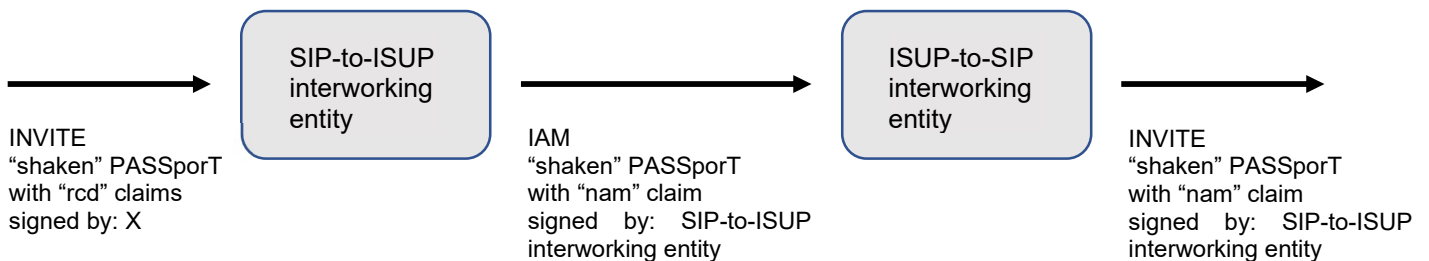 SIP-to-ISUP
interworking
entity
ISUP-to-SIP
interworking
entity
INVITE
“shaken” PASSporT
with “rcd” claims
signed by: X
IAM
“shaken” PASSporT
with “nam” claim
signed by: SIP-to-ISUP
interworking entity
INVITE
“shaken” PASSporT
with “nam” claim
signed by: SIP-to-ISUP
interworking entity